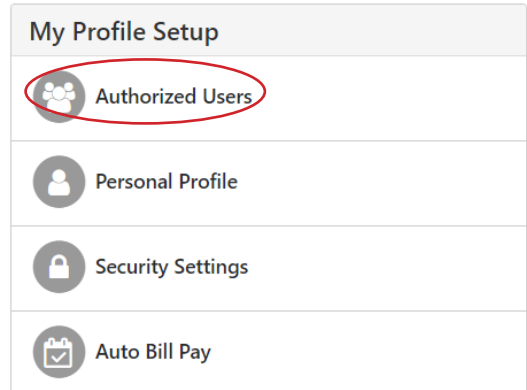 My Profile Setup
Authorized Users
Personal Profile
Security Settings
Auto Bill Pay